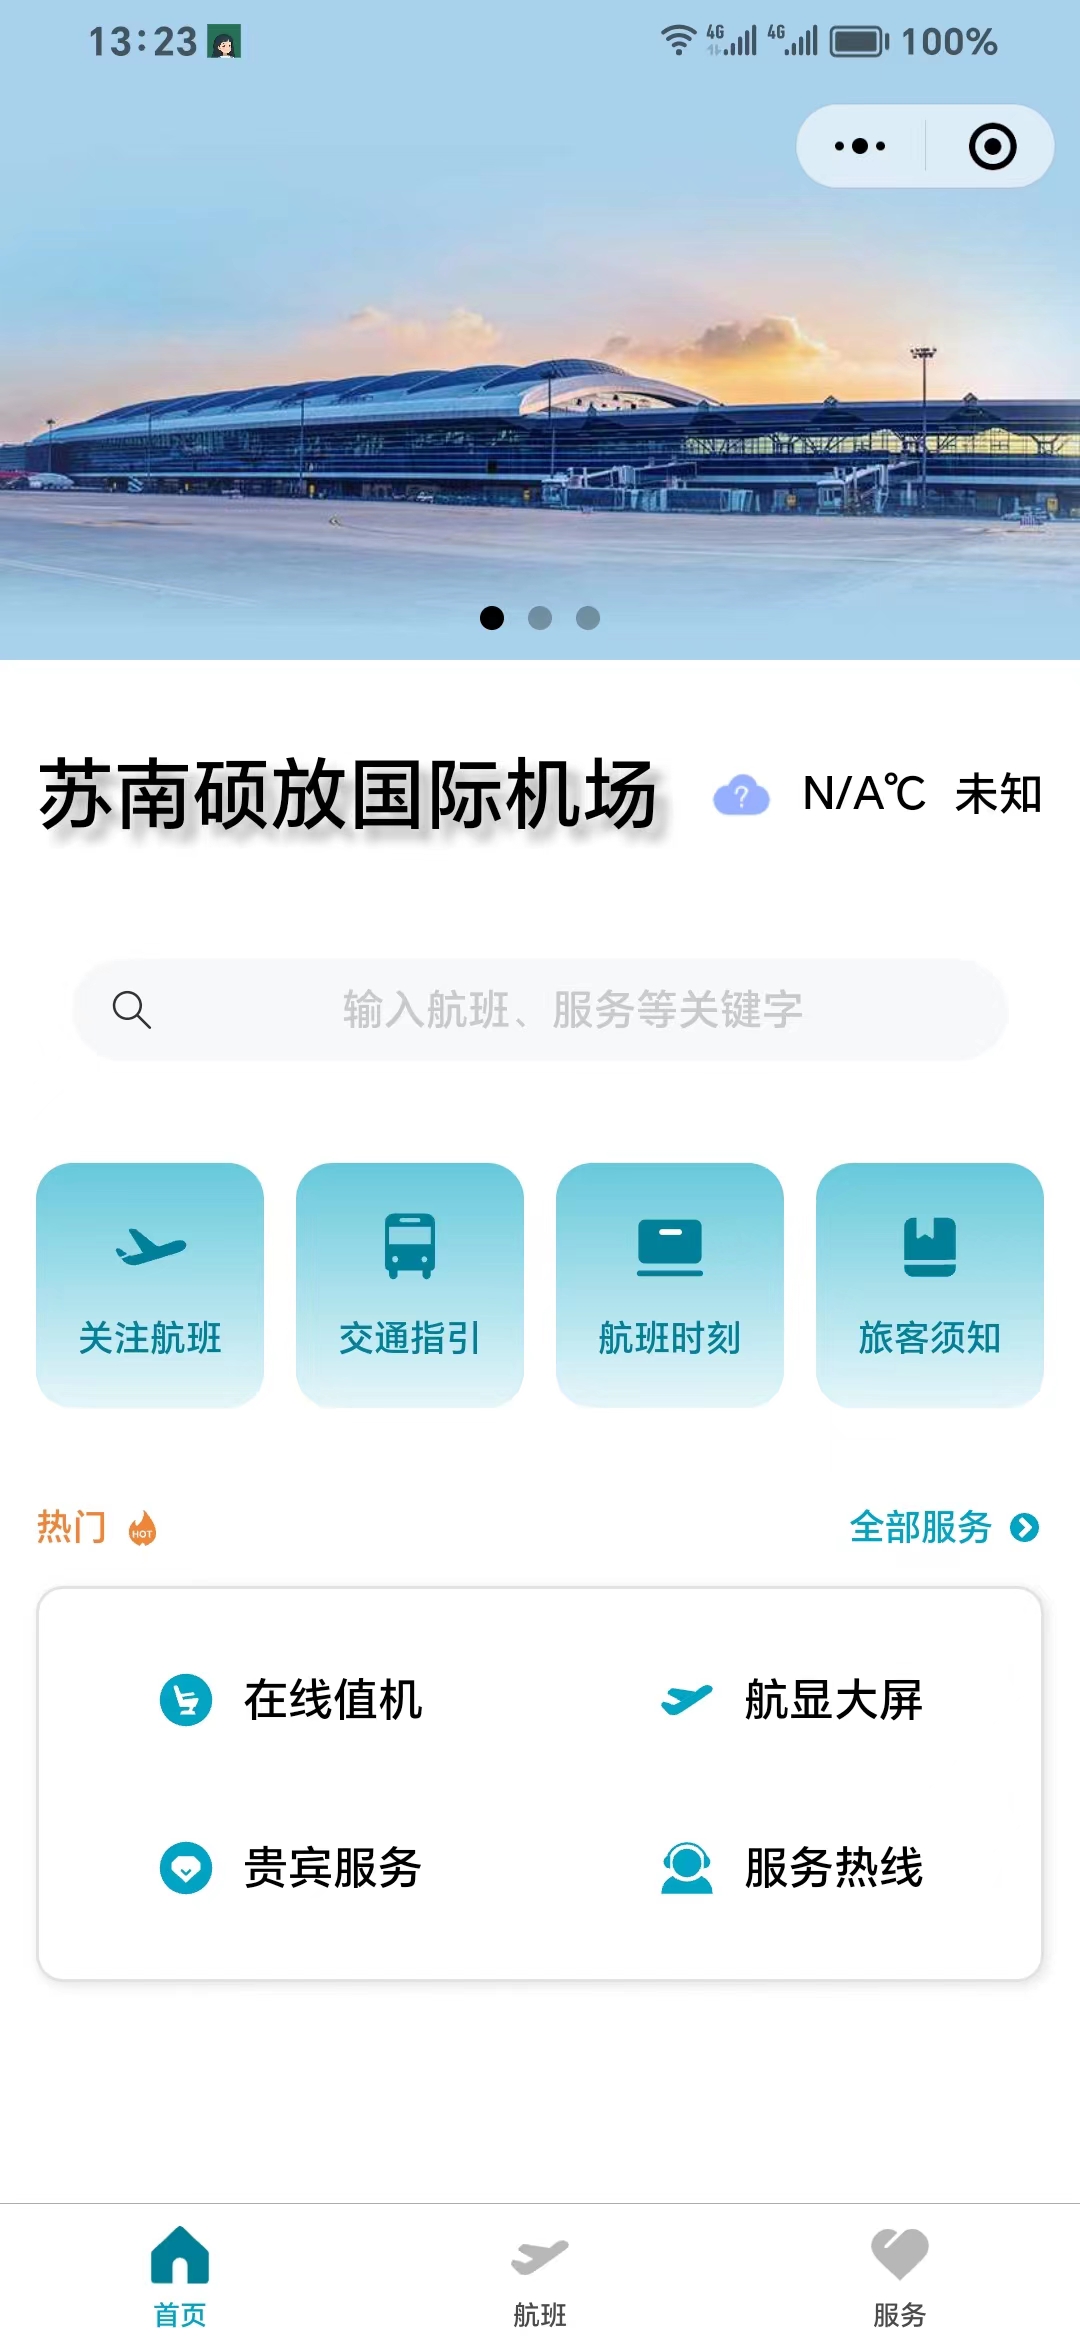 13:23 4G 4G 100%
苏南硕放国际机场 N/A℃ 未知
输入航班、服务等关键字
关注航班 交通指引 航班时刻 旅客须知
热门 HOT 全部服务
在线值机 航显大屏
贵宾服务 服务热线
首页 航班 服务